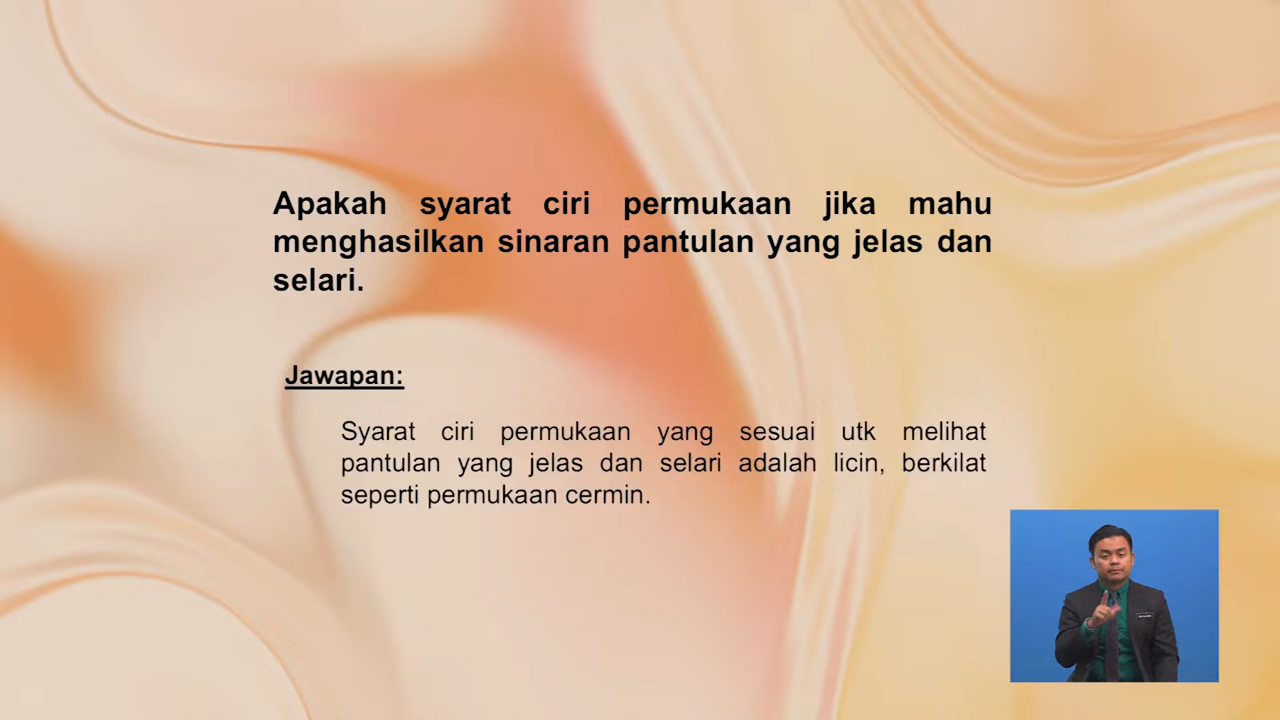 Apakah syarat ciri permukaan jika mahu
menghasilkan sinaran pantulan yang jelas dan
selari.
Jawapan:
Syarat ciri permukaan yang sesuai utk melihat
pantulan yang jelas dan selari adalah licin, berkilat
seperti permukaan cermin.